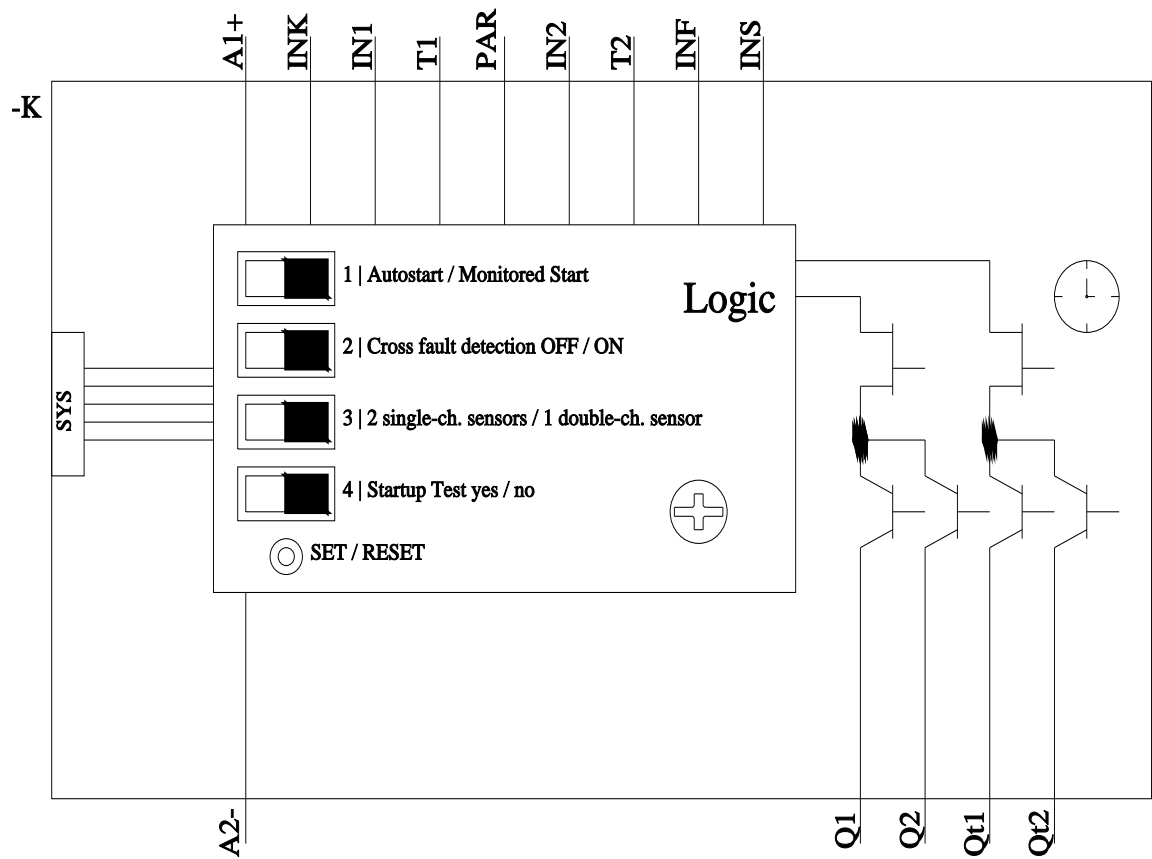 A1+
INK
IN1
T1
PAR
IN2
T2
INF
INS
-K
1 | Autostart / Monitored Start
Logic
2 | Cross fault detection OFF / ON
SYS
3 | 2 single-ch. sensors / 1 double-ch. sensor
4 | Startup Test yes / no
SET / RESET
A2-
Q1
Q2
Qt1
Qt2